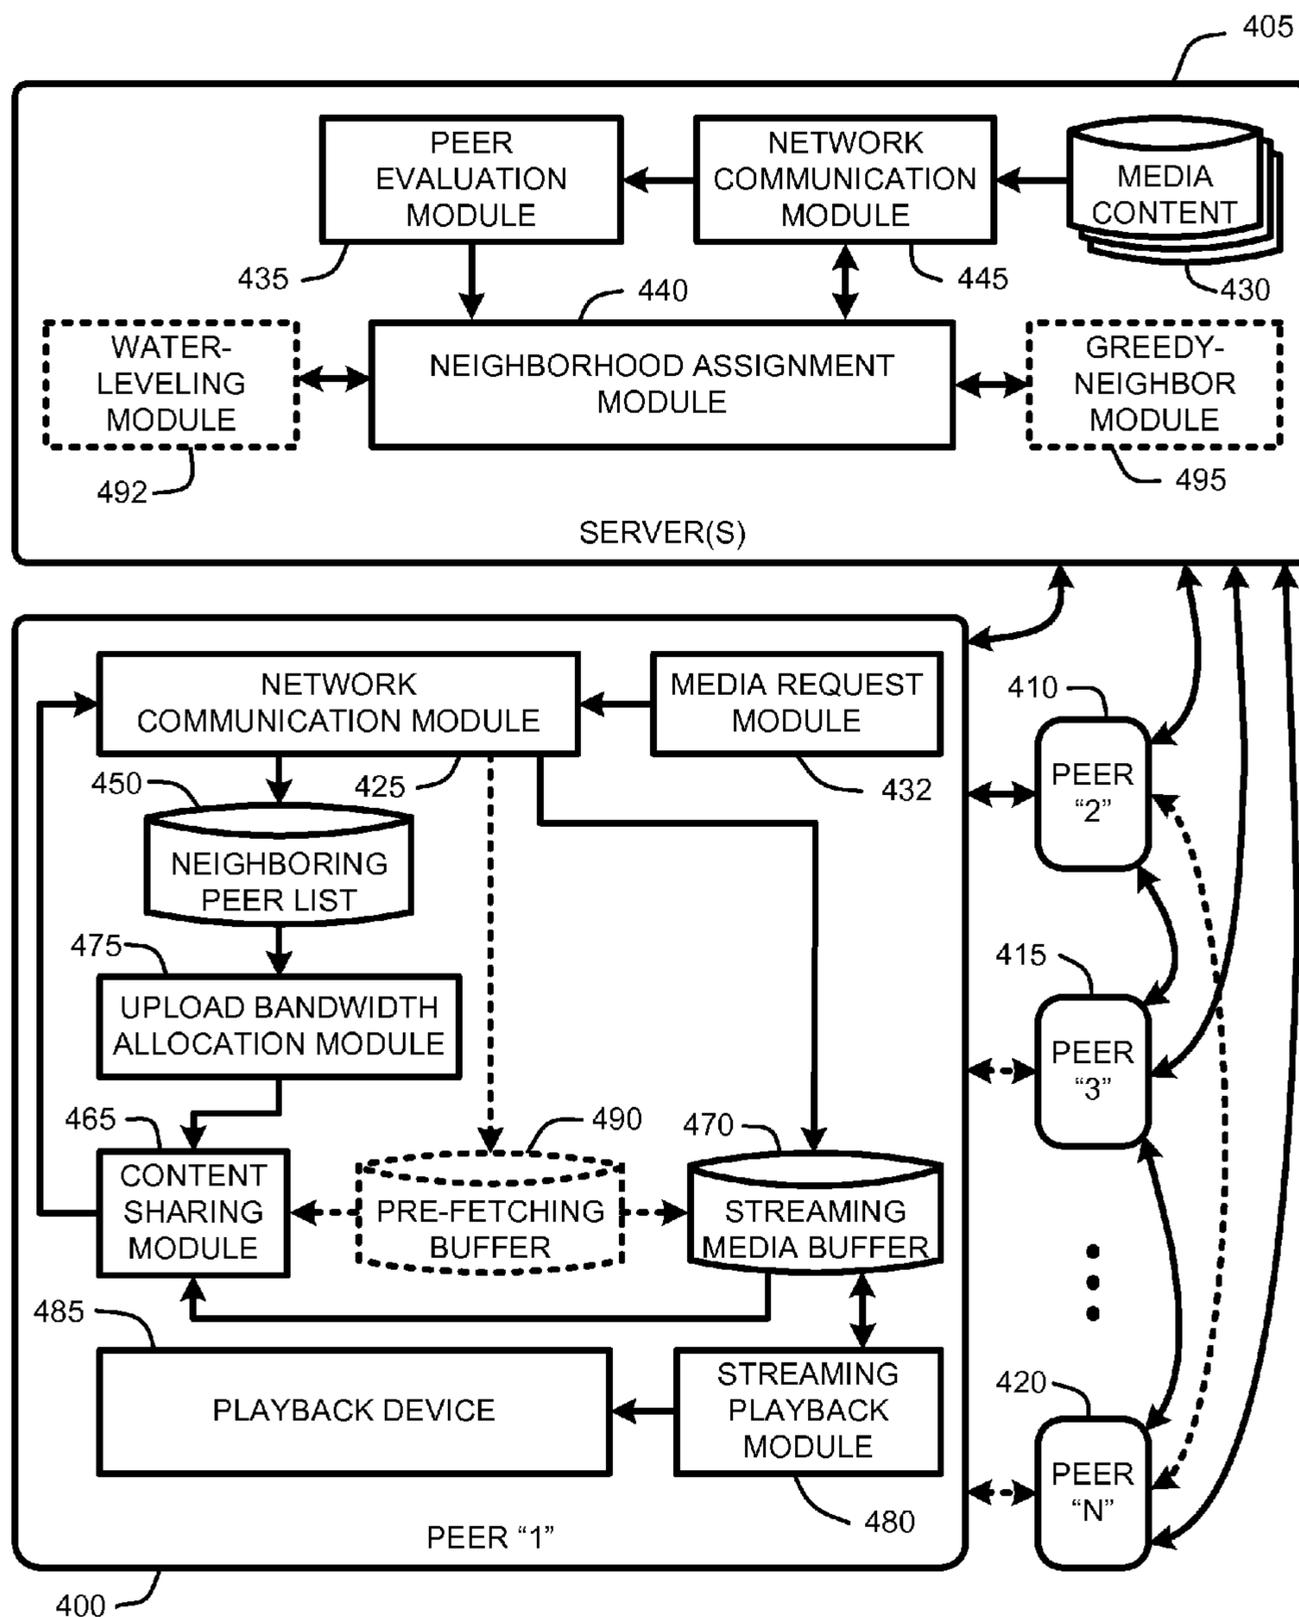 405
PEER
EVALUATION
MODULE
NETWORK
COMMUNICATION
MODULE
MEDIA
CONTENT
435
440
445
430
WATER-
LEVELING
MODULE
NEIGHBORHOOD ASSIGNMENT
MODULE
GREEDY-
NEIGHBOR
MODULE
492
495
SERVER(S)
NETWORK
COMMUNICATION MODULE
MEDIA REQUEST
MODULE
410
450
425
432
PEER
“2”
NEIGHBORING
PEER LIST
475
415
UPLOAD BANDWIDTH
ALLOCATION MODULE
PEER
“3”
465
490
470
CONTENT
SHARING
MODULE
PRE-FETCHING
BUFFER
STREAMING
MEDIA BUFFER
485
PLAYBACK DEVICE
STREAMING
PLAYBACK
MODULE
420
PEER
“N”
480
PEER “1”
400